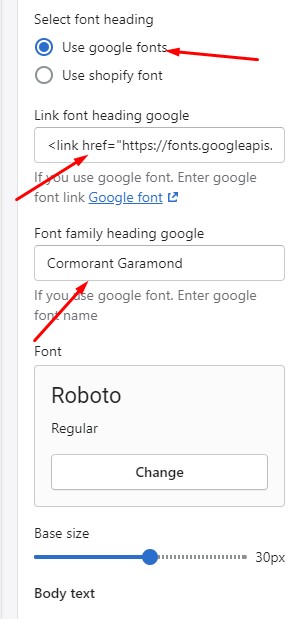 Select font heading
Use google fonts
Use shopify font
Link font heading google
<link href="https://fonts.googleapis.
If you use google font. Enter google
font link Google font
Font family heading google
Cormorant Garamond
If you use google font. Enter google
font name
Font
Roboto
Regular
Change
Base size
30px
Body text